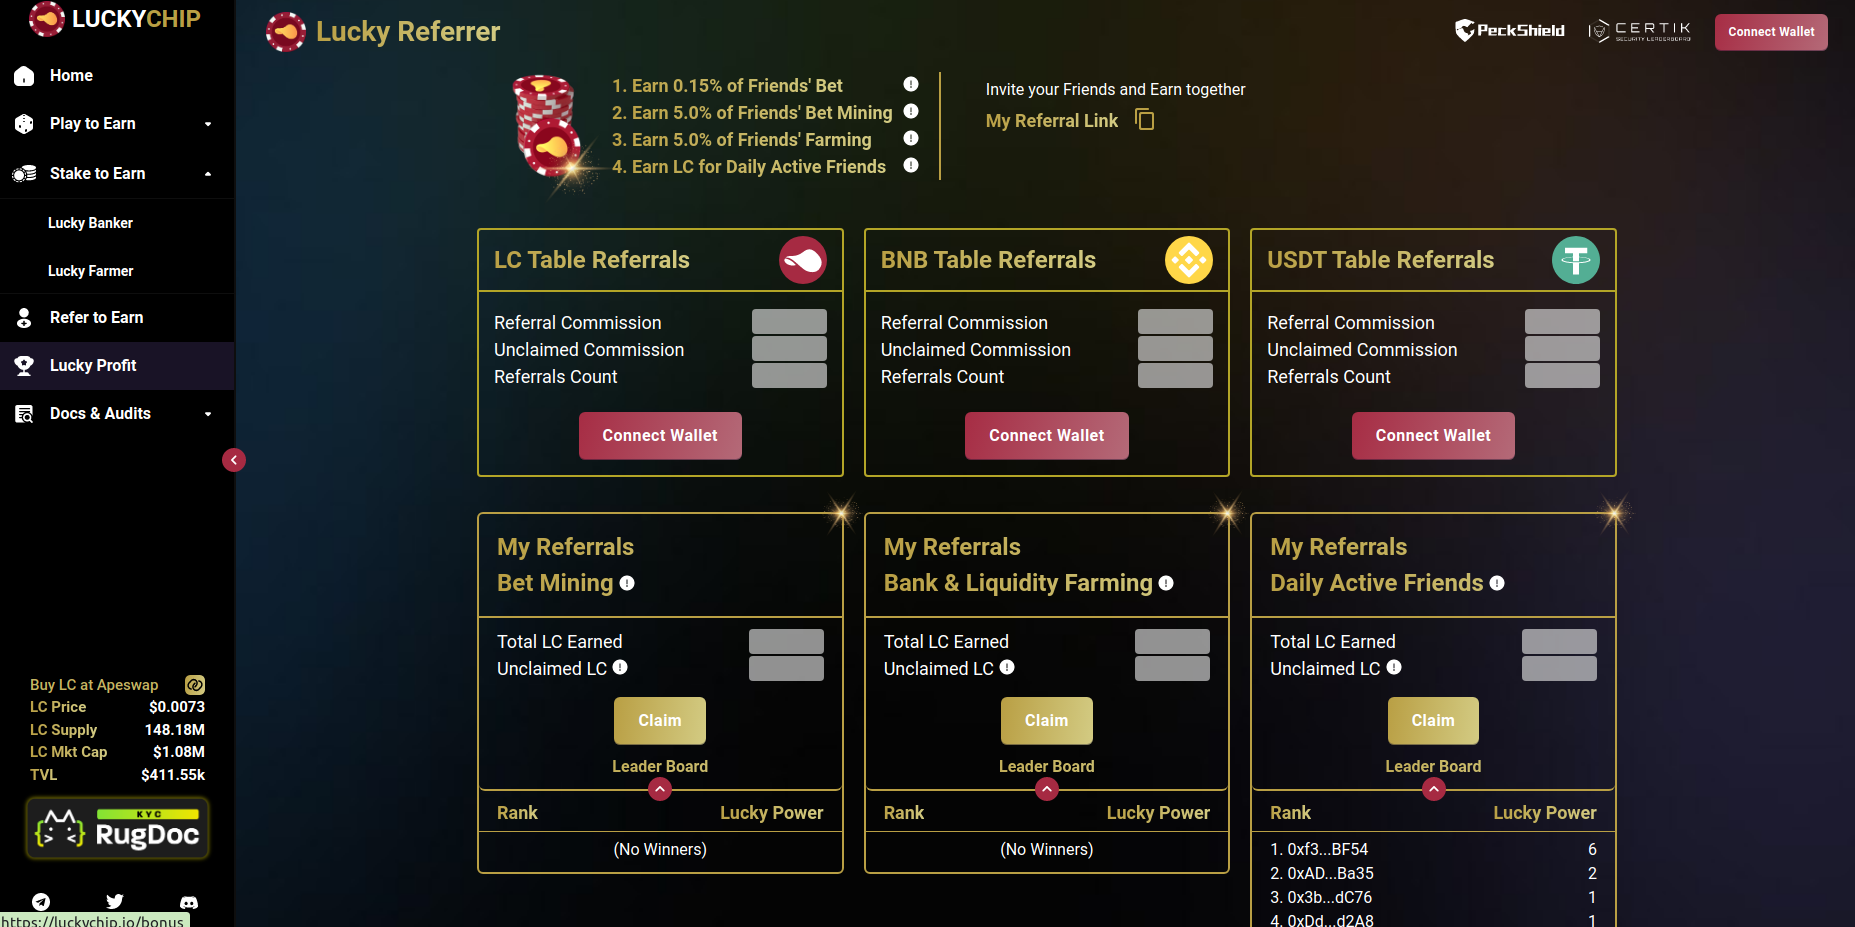 LUCKYCHIP
Home
Play to Earn
Stake to Earn
Lucky Banker
Lucky Farmer
Refer to Earn
Lucky Profit
Docs & Audits
Buy LC at Apeswap
LC Price $0.0073
LC Supply 148.18M
LC Mkt Cap $1.08M
TVL $411.55k
KYC
RugDoc
https://luckychip.io/bonus
Lucky Referrer
PeckShield
CERTIK
SECURITY LEADERBOARD
Connect Wallet
1. Earn 0.15% of Friends' Bet
2. Earn 5.0% of Friends' Bet Mining
3. Earn 5.0% of Friends' Farming
4. Earn LC for Daily Active Friends
Invite your Friends and Earn together
My Referral Link
LC Table Referrals
Referral Commission
Unclaimed Commission
Referrals Count
Connect Wallet
BNB Table Referrals
Referral Commission
Unclaimed Commission
Referrals Count
Connect Wallet
USDT Table Referrals
Referral Commission
Unclaimed Commission
Referrals Count
Connect Wallet
My Referrals
Bet Mining
Total LC Earned
Unclaimed LC
Claim
Leader Board
Rank Lucky Power
(No Winners)
My Referrals
Bank & Liquidity Farming
Total LC Earned
Unclaimed LC
Claim
Leader Board
Rank Lucky Power
(No Winners)
My Referrals
Daily Active Friends
Total LC Earned
Unclaimed LC
Claim
Leader Board
Rank Lucky Power
1. 0xf3...BF54 6
2. 0xAD...Ba35 2
3. 0x3b...dC76 1
4. 0xDd...d2A8 1